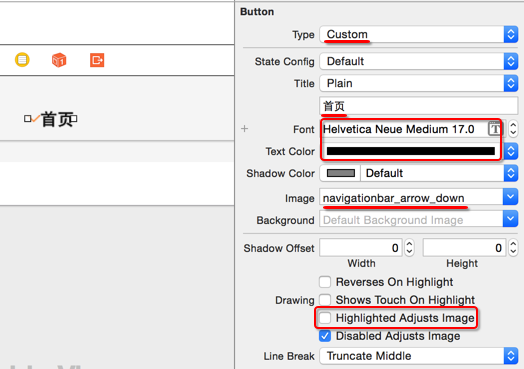 Button
Type Custom
State Config Default
Title Plain
首页
首页
+ Font Helvetica Neue Medium 17.0 T
Text Color
Shadow Color Default
Image navigationbar_arrow_down
Background Default Background Image
Shadow Offset 0 0
Width Height
Reverses On Highlight
Drawing Shows Touch On Highlight
Highlighted Adjusts Image
Disabled Adjusts Image
Line Break Truncate Middle